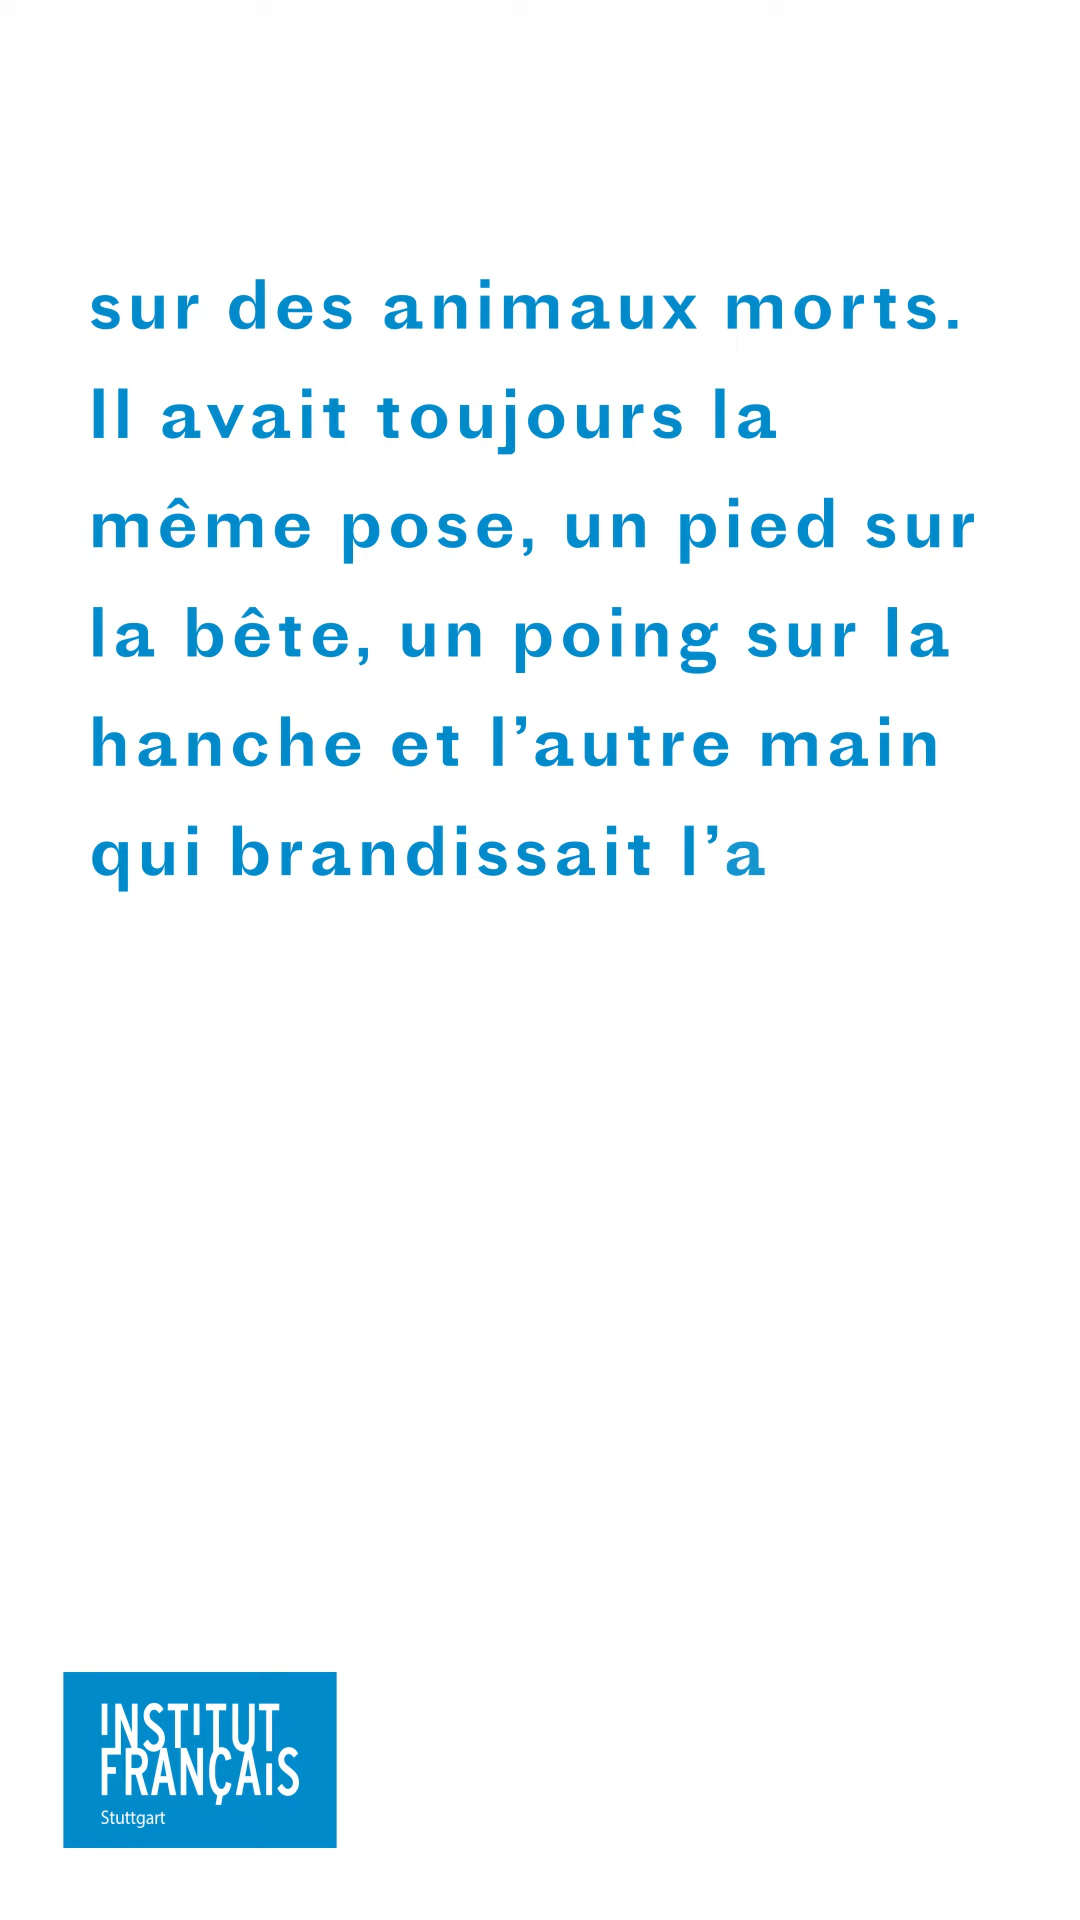 sur des animaux morts.
Il avait toujours la
même pose, un pied sur
la bête, un poing sur la
hanche et l’autre main
qui brandissait l’a
INSTITUT
FRANÇAIS
Stuttgart